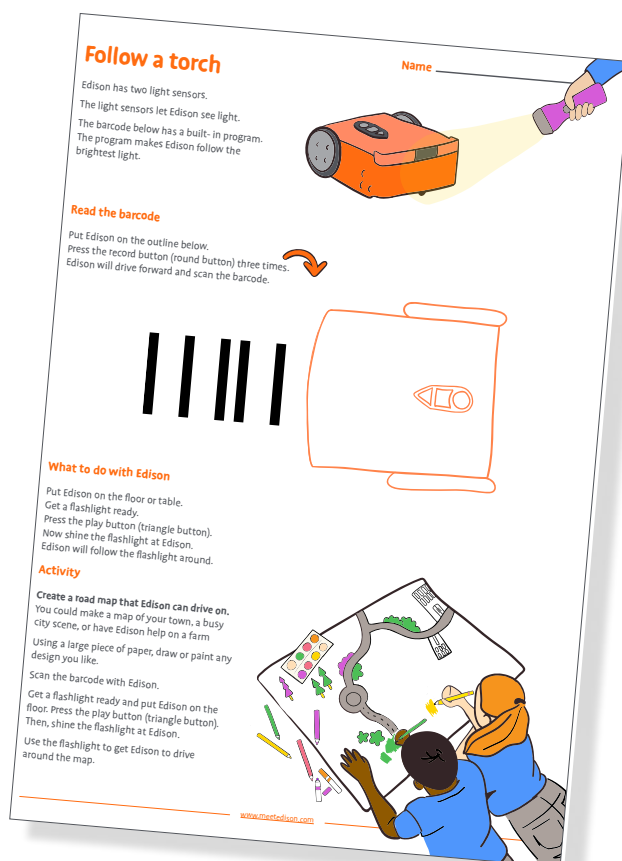 Follow a torch
Name
Edison has two light sensors.
The light sensors let Edison see light.
The barcode below has a built- in program.
The program makes Edison follow the
brightest light.
Read the barcode
Put Edison on the outline below.
Press the record button (round button) three times.
Edison will drive forward and scan the barcode.
What to do with Edison
Put Edison on the floor or table.
Get a flashlight ready.
Press the play button (triangle button).
Now shine the flashlight at Edison.
Edison will follow the flashlight around.
Activity
Create a road map that Edison can drive on.
You could make a map of your town, a busy
city scene, or have Edison help on a farm
Using a large piece of paper, draw or paint any
design you like.
Scan the barcode with Edison.
Get a flashlight ready and put Edison on the
floor. Press the play button (triangle button).
Then, shine the flashlight at Edison.
Use the flashlight to get Edison to drive
around the map.
www.meetedison.com